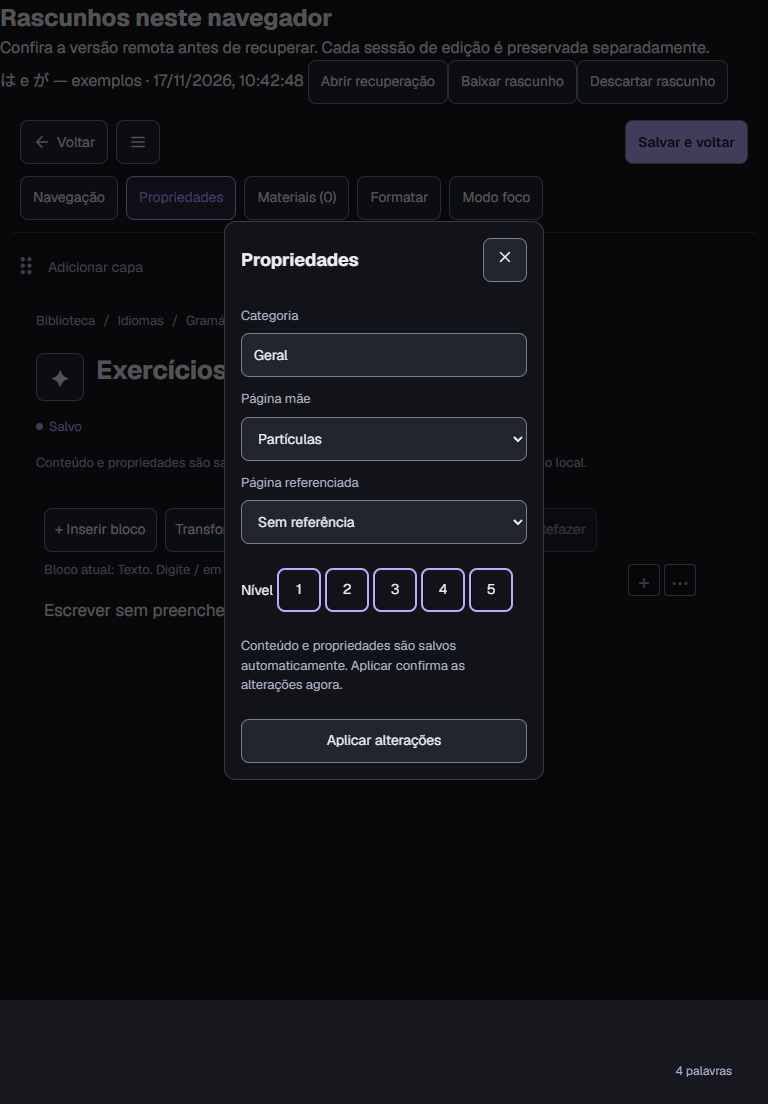 Rascunhos neste navegador
Confira a versão remota antes de recuperar. Cada sessão de edição é preservada separadamente.
は e が — exemplos · 17/11/2026, 10:42:48 Abrir recuperação Baixar rascunho Descartar rascunho
Voltar Salvar e voltar
Navegação Propriedades Materiais (0) Formatar Modo foco
Propriedades
Adicionar capa
Categoria
Biblioteca / Idiomas / Gramá
Geral
Exercícios
Página mãe
Salvo
Partículas
Conteúdo e propriedades são o local.
Página referenciada
+ Inserir bloco Sem referência
Bloco atual: Texto. Digite / em + ...
Nível 1 2 3 4 5
Escrever sem
Conteúdo e propriedades são salvos
automaticamente. Aplicar confirma as
alterações agora.
Aplicar alterações
4 palavras